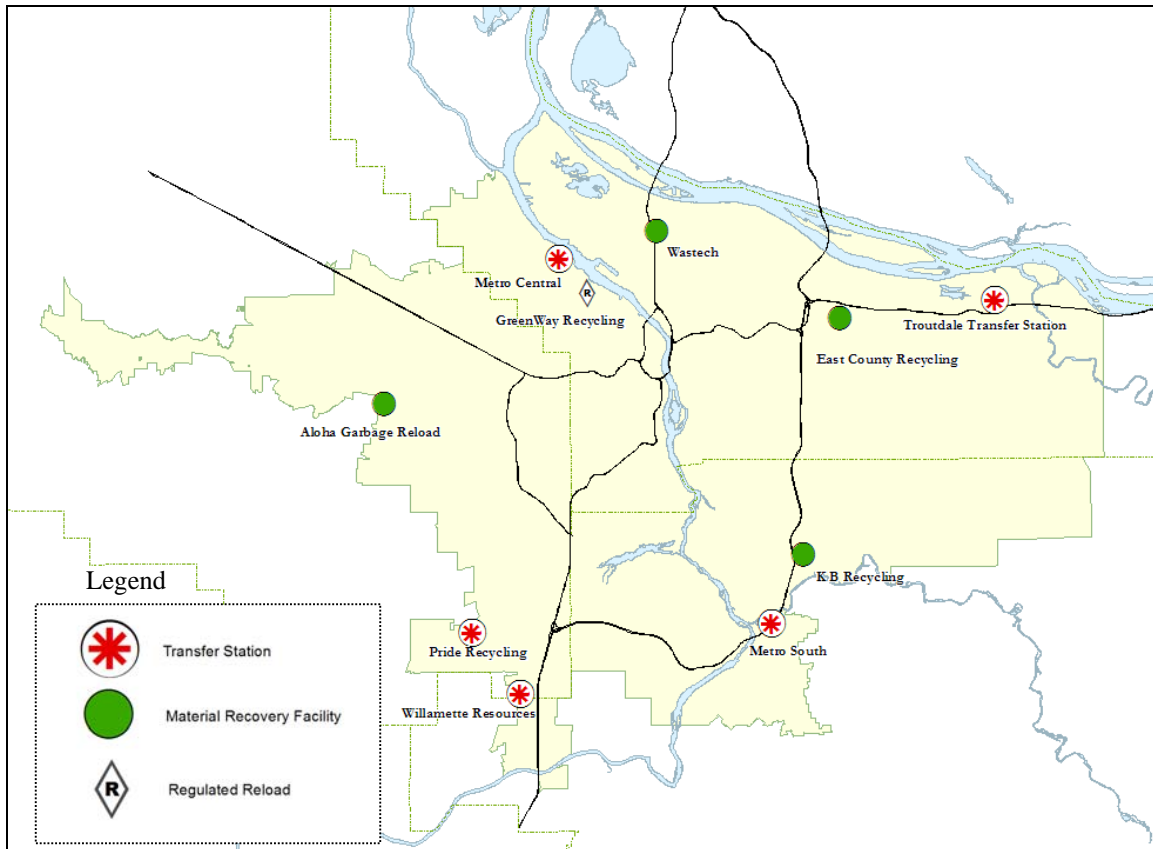 Wastech
Metro Central
R
GreenWay Recycling
Troutdale Transfer Station
East County Recycling
Aloha Garbage Reload
K B Recycling
Metro South
Pride Recycling
Willamette Resources
Legend
Transfer Station
Material Recovery Facility
R
Regulated Reload